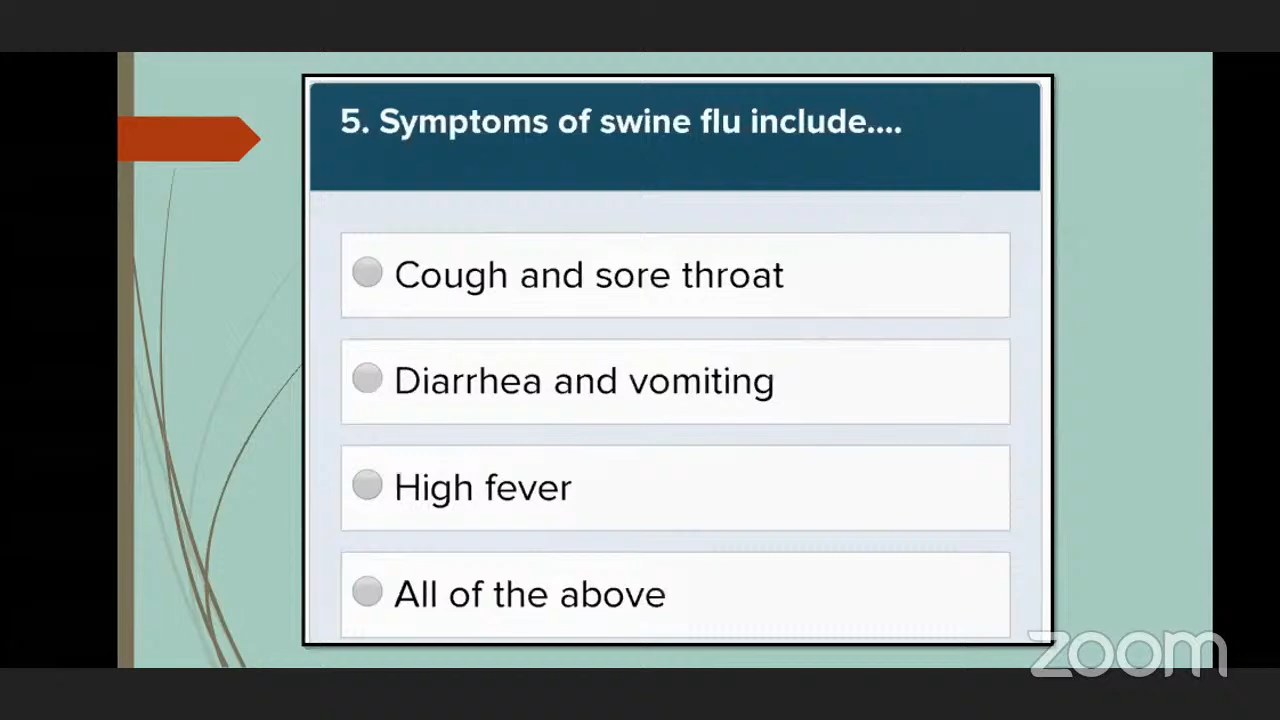 5. Symptoms of swine flu include....
Cough and sore throat
Diarrhea and vomiting
High fever
All of the above
zoom